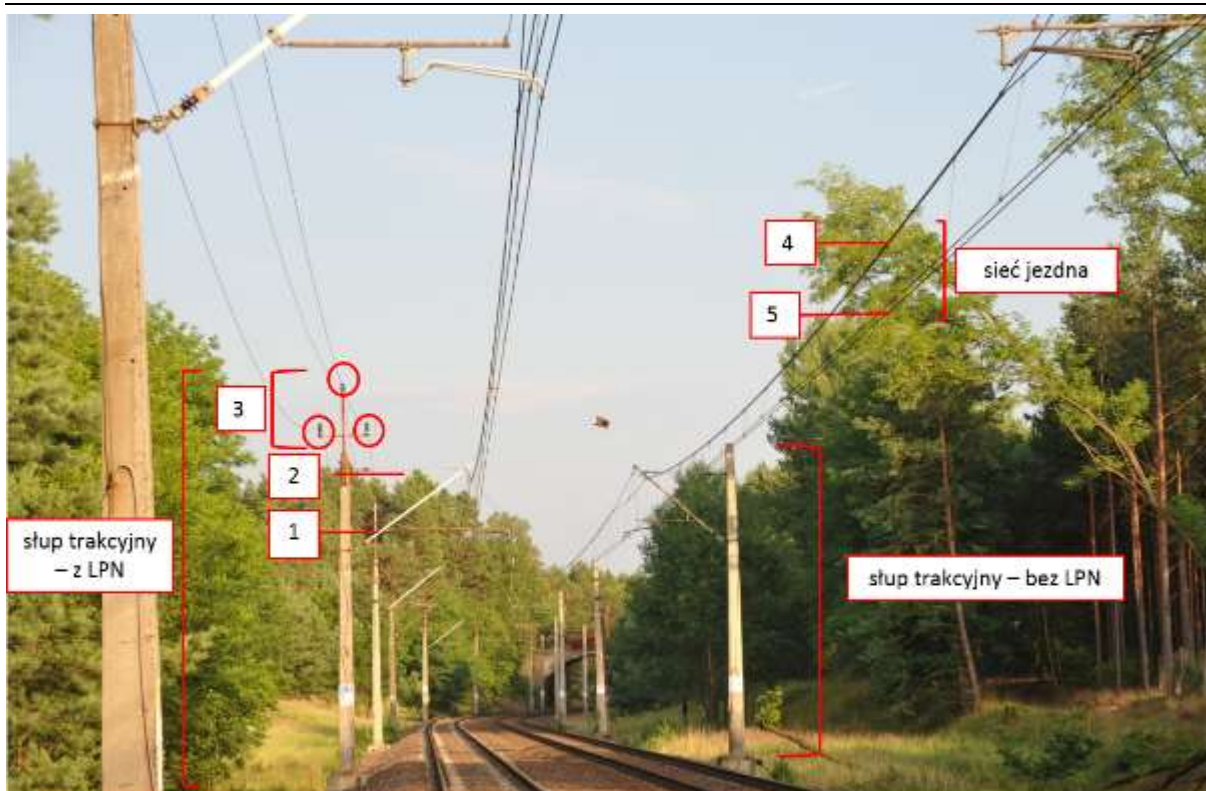 4
sieć jezdna
5
3
2
słup trakcyjny
– z LPN
1
słup trakcyjny – bez LPN